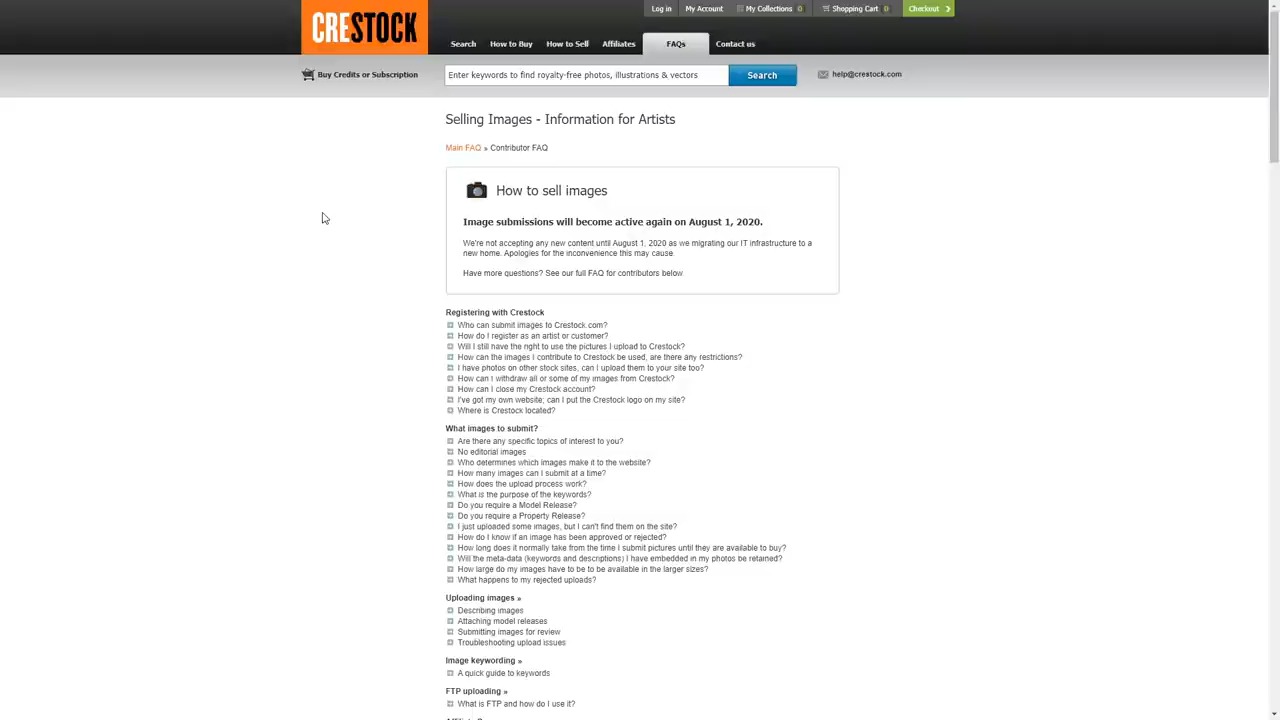 CRESTOCK
Log in
My Account
My Collections 0
Shopping Cart 0
Checkout
Search
How to Buy
How to Sell
Affiliates
FAQs
Contact us
Buy Credits or Subscription
Enter keywords to find royalty-free photos, illustrations & vectors
Search
help@crestock.com
Selling Images - Information for Artists
Main FAQ » Contributor FAQ
How to sell images
Image submissions will become active again on August 1, 2020.
We're not accepting any new content until August 1, 2020 as we migrating our IT infrastructure to a
new home. Apologies for the inconvenience this may cause.
Have more questions? See our full FAQ for contributors below.
Registering with Crestock
Who can submit images to Crestock.com?
How do I register as an artist or customer?
Will I still have the right to use the pictures I upload to Crestock?
How can the images I contribute to Crestock be used, are there any restrictions?
I have photos on other stock sites, can I upload them to your site too?
How can I withdraw all or some of my images from Crestock?
How can I close my Crestock account?
I've got my own website; can I put the Crestock logo on my site?
Where is Crestock located?
What images to submit?
Are there any specific topics of interest to you?
No editorial images
Who determines which images make it to the website?
How many images can I submit at a time?
How does the upload process work?
What is the purpose of the keywords?
Do you require a Model Release?
Do you require a Property Release?
I just uploaded some images, but I can't find them on the site?
How do I know if an image has been approved or rejected?
How long does it normally take from the time I submit pictures until they are available to buy?
Will the meta-data (keywords and descriptions) I have embedded in my photos be retained?
How large do my images have to be to be available in the larger sizes?
What happens to my rejected uploads?
Uploading images »
Describing images
Attaching model releases
Submitting images for review
Troubleshooting upload issues
Image keywording »
A quick guide to keywords
FTP uploading »
What is FTP and how do I use it?